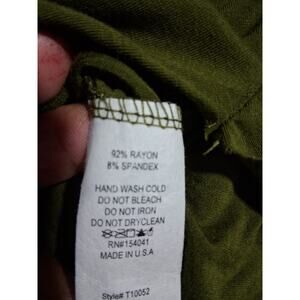 92% RAYON
8% SPANDEX
HAND WASH COLD
DO NOT BLEACH
DO NOT IRON
DO NOT DRYCLEAN
RN#154041
MADE IN U.S.A
Style# T10052